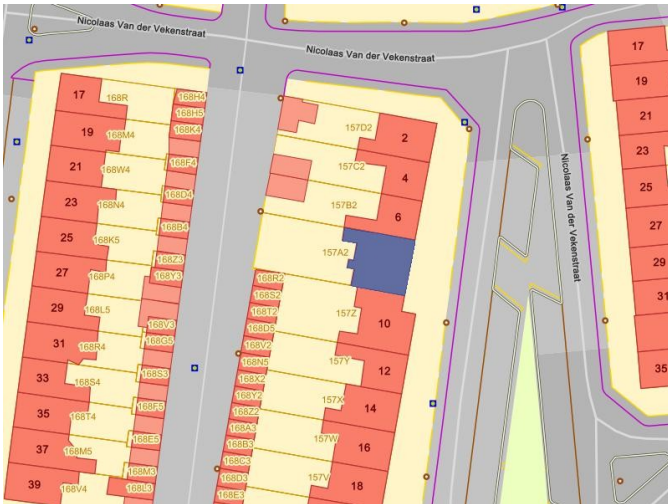 Nicolaas Van der Vekenstraat
Nicolaas Van der Vekenstraat
Nicolaas Van der Vekenstraat
17
168R
168H4
168H5
19
168M4
168K4
21
168W4
168F4
23
168N4
168D4
25
168K5
168B4
168Z3
27
168P4
168Y3
29
168L5
168V3
31
168R4
168G5
33
168S4
168S3
35
168T4
168F5
37
168M5
168E5
168M3
39
168V4
168L3
157D2
2
157C2
4
157B2
6
157A2
168R2
168S2
168T2
157Z
10
168D5
168V2
168N5
157Y
12
168X2
168Y2
157X
14
168Z2
168A3
157W
16
168B3
168C3
168D3
157V
18
168E3
17
19
21
23
25
27
29
31
35